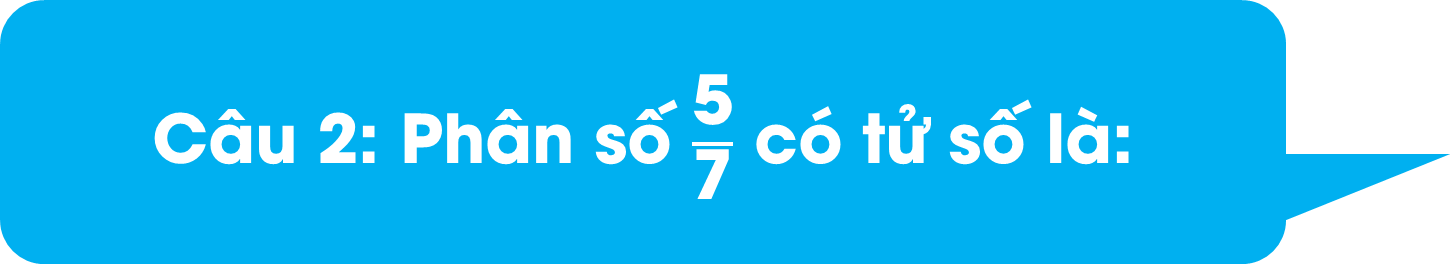 Câu 2: Phân số 5/7 có tử số là: